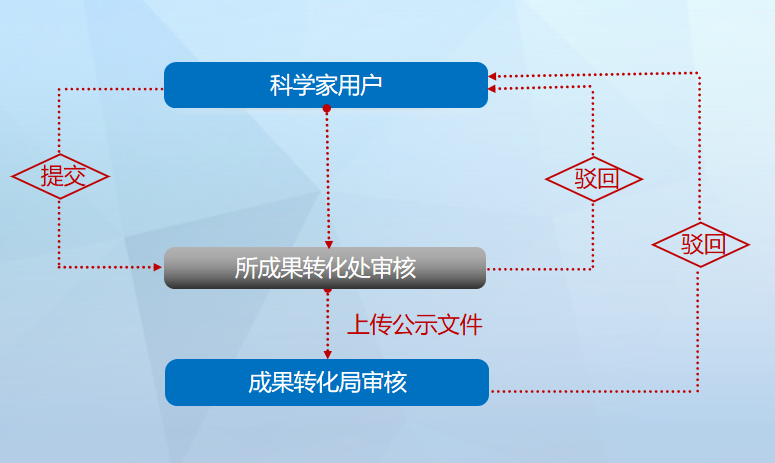 科学家用户
提交
驳回
驳回
所成果转化处审核
上传公示文件
成果转化局审核